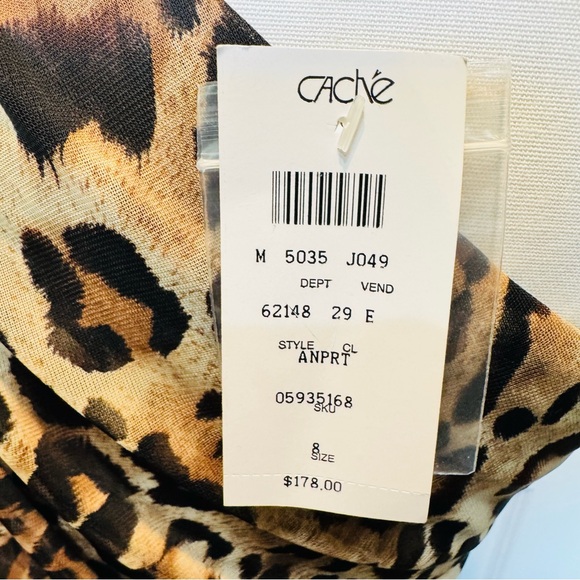 CAChé
M 5035 J049
DEPT VEND
62148 29 E
STYLE CL
ANPRT
05935168
SKU
8
SIZE
$178.00